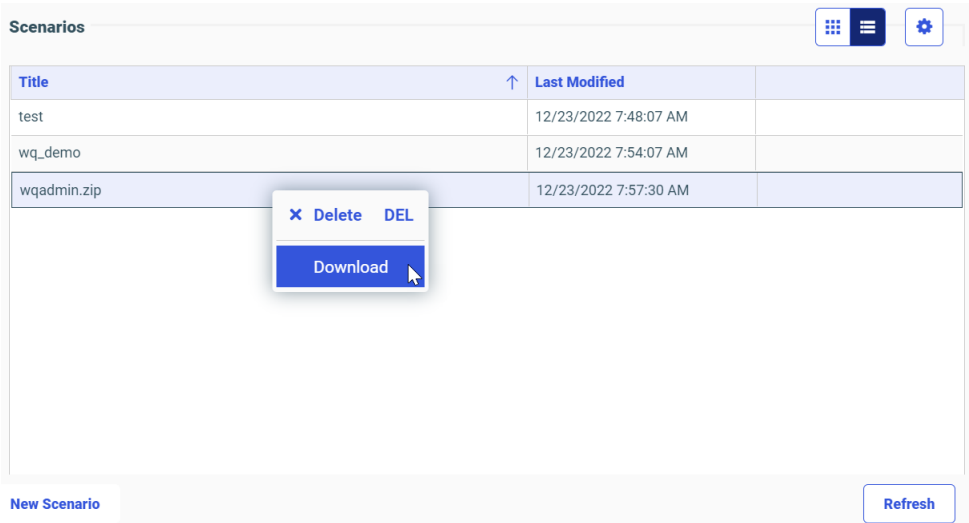 Scenarios
Title Last Modified
test 12/23/2022 7:48:07 AM
wq_demo 12/23/2022 7:54:07 AM
wqadmin.zip 12/23/2022 7:57:30 AM
Delete DEL
Download
New Scenario Refresh